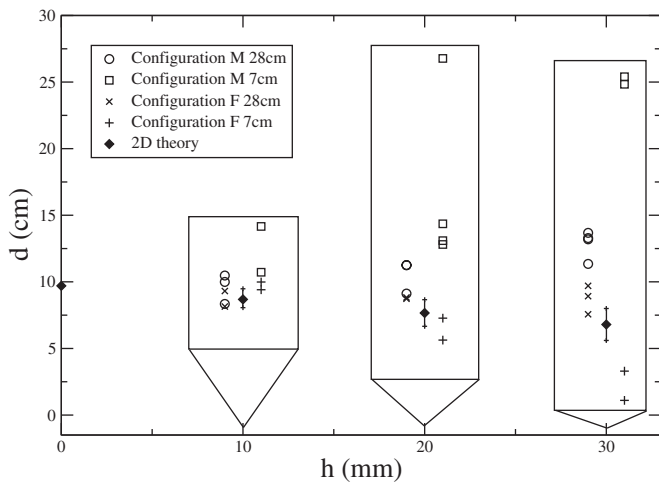 30
25
20
15
10
5
0
d (cm)
Configuration M 28cm
Configuration M 7cm
Configuration F 28cm
Configuration F 7cm
2D theory
0 10 20 30
h (mm)